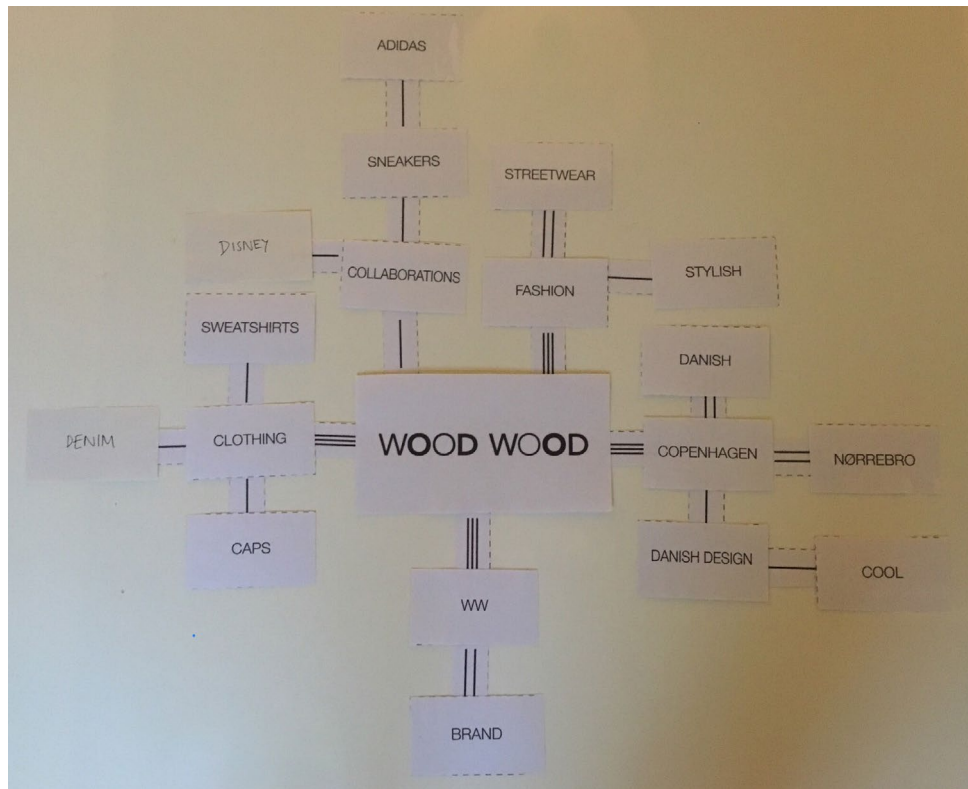 ADIDAS
SNEAKERS
STREETWEAR
DISNEY
COLLABORATIONS
FASHION
STYLISH
SWEATSHIRTS
DANISH
DENIM
CLOTHING
WOOD WOOD
COPENHAGEN
NØRREBRO
CAPS
DANISH DESIGN
COOL
WW
BRAND